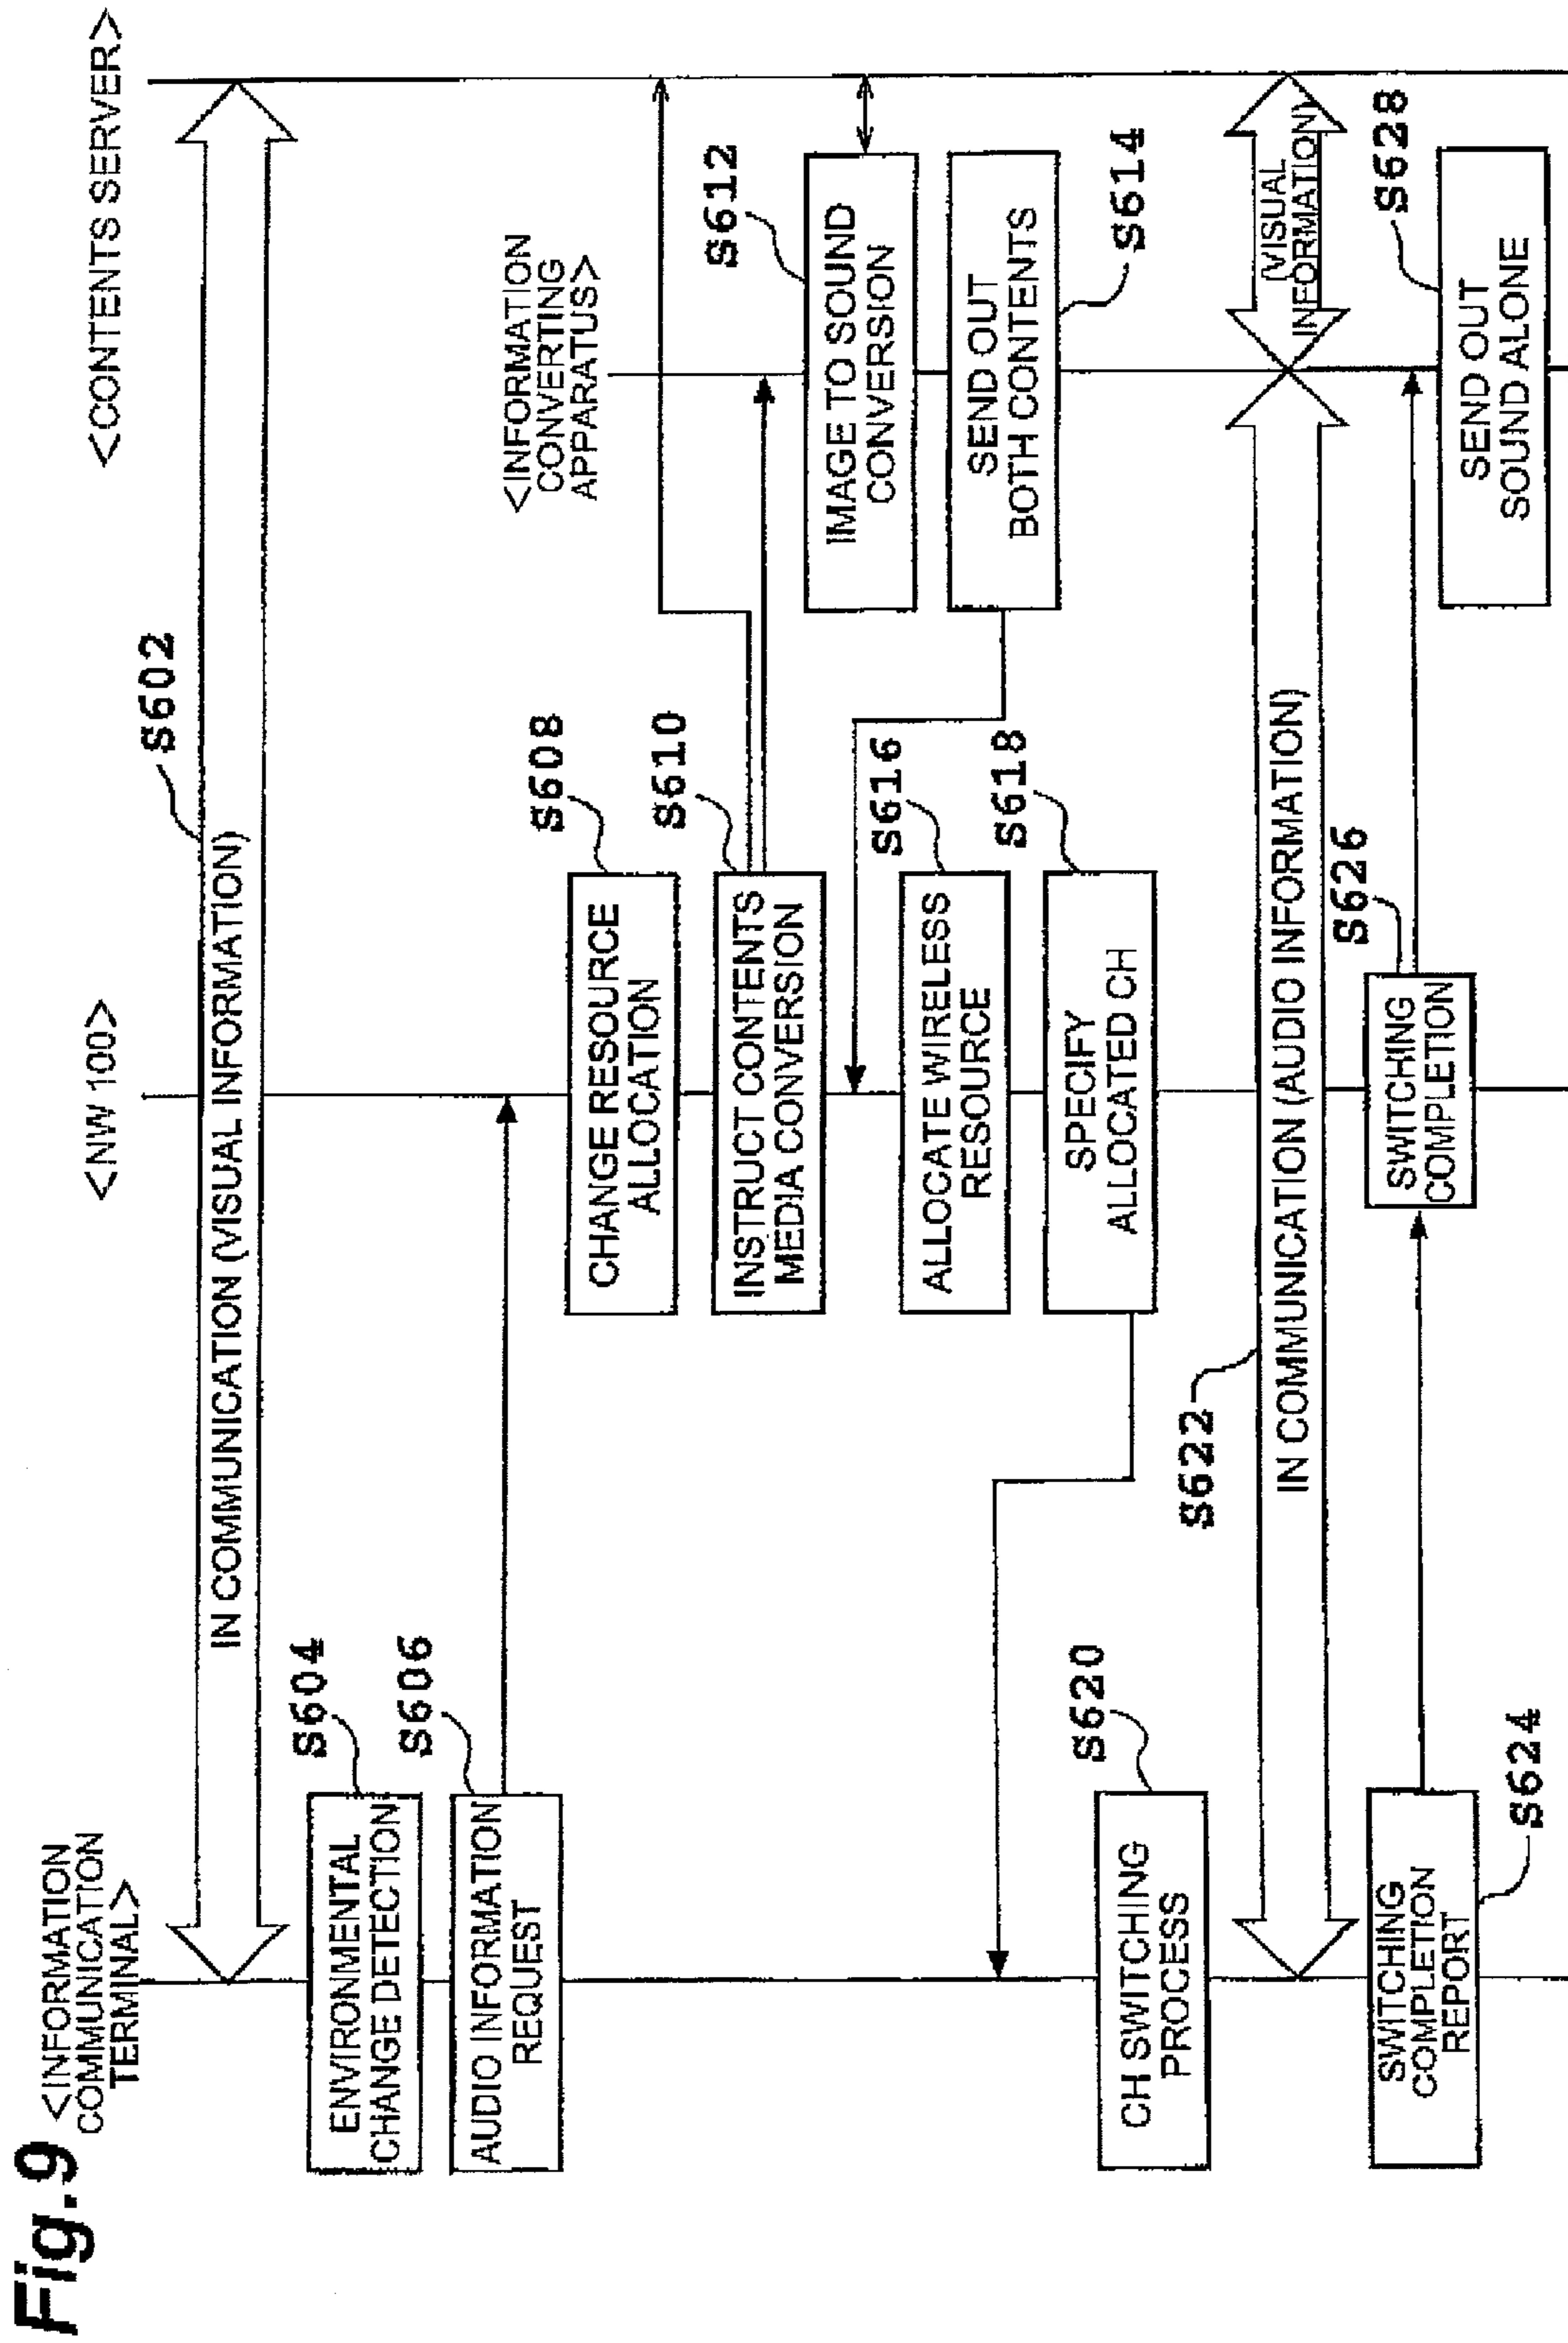 Fig.9
<INFORMATION
COMMUNICATION
TERMINAL>
<NW 100>
<CONTENTS SERVER>
S602
IN COMMUNICATION (VISUAL INFORMATION)
S604
ENVIRONMENTAL
CHANGE DETECTION
S606
AUDIO INFORMATION
REQUEST
<INFORMATION
CONVERTING
APPARATUS>
S608
CHANGE RESOURCE
ALLOCATION
S610
INSTRUCT CONTENTS
MEDIA CONVERSION
S612
IMAGE TO SOUND
CONVERSION
SEND OUT
BOTH CONTENTS
S614
S616
ALLOCATE WIRELESS
RESOURCE
S618
SPECIFY
ALLOCATED CH
S620
CH SWITCHING
PROCESS
S622
IN COMMUNICATION (AUDIO INFORMATION)
(VISUAL
INFORMATION)
SWITCHING
COMPLETION
REPORT
S624
S626
SWITCHING
COMPLETION
S628
SEND OUT
SOUND ALONE